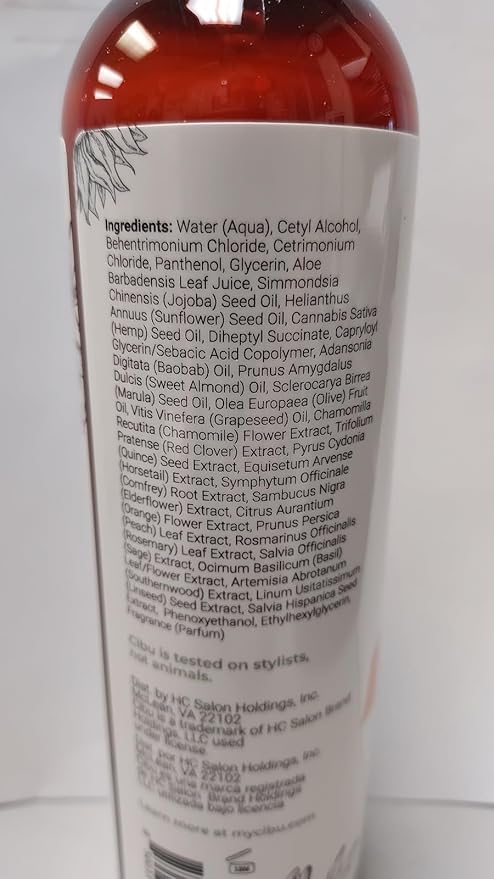 Ingredients: Water (Aqua), Cetyl Alcohol,
Behentrimonium Chloride, Cetrimonium
Chloride, Panthenol, Glycerin, Aloe
Barbadensis Leaf Juice, Simmondsia
Chinensis (Jojoba) Seed Oil, Helianthus
Annuus (Sunflower) Seed Oil, Cannabis Sativa
(Hemp) Seed Oil, Diheptyl Succinate, Capryloyl
Glycerin/Sebacic Acid Copolymer, Adansonia
Digitata (Baobab) Oil, Prunus Amygdalus
Dulcis (Sweet Almond) Oil, Sclerocarya Birrea
(Marula) Seed Oil, Olea Europaea (Olive) Fruit
Oil, Vitis Vinefera (Grapeseed) Oil, Chamomilla
Recutita (Chamomile) Flower Extract, Trifolium
Pratense (Red Clover) Extract, Pyrus Cydonia
(Quince) Seed Extract, Equisetum Arvense
(Horsetail) Extract, Symphytum Officinale
(Comfrey) Root Extract, Sambucus Nigra
(Elderflower) Extract, Citrus Aurantium
(Orange) Flower Extract, Prunus Persica
(Peach) Leaf Extract, Rosmarinus Officinalis
(Rosemary) Leaf Extract, Salvia Officinalis
(Sage) Extract, Ocimum Basilicum (Basil)
Leaf/Flower Extract, Artemisia Abrotanum
(Southernwood) Extract, Linum Usitatissimum
(Linseed) Seed Extract, Salvia Hispanica Seed
Extract, Phenoxyethanol, Ethylhexylglycerin,
Fragrance (Parfum)
Cibu is tested on stylists,
not animals.
Dist. by HC Salon Holdings, Inc.
McLean, VA 22102
Cibu is a trademark of HC Salon Brand
Holdings, LLC used
under license
Dist. por HC Salon Holdings, Inc.
McLean, VA 22102
es una marca registrada
Salon Brand Holdings
LLC utilizada bajo licencia
Learn more at mycibu.com